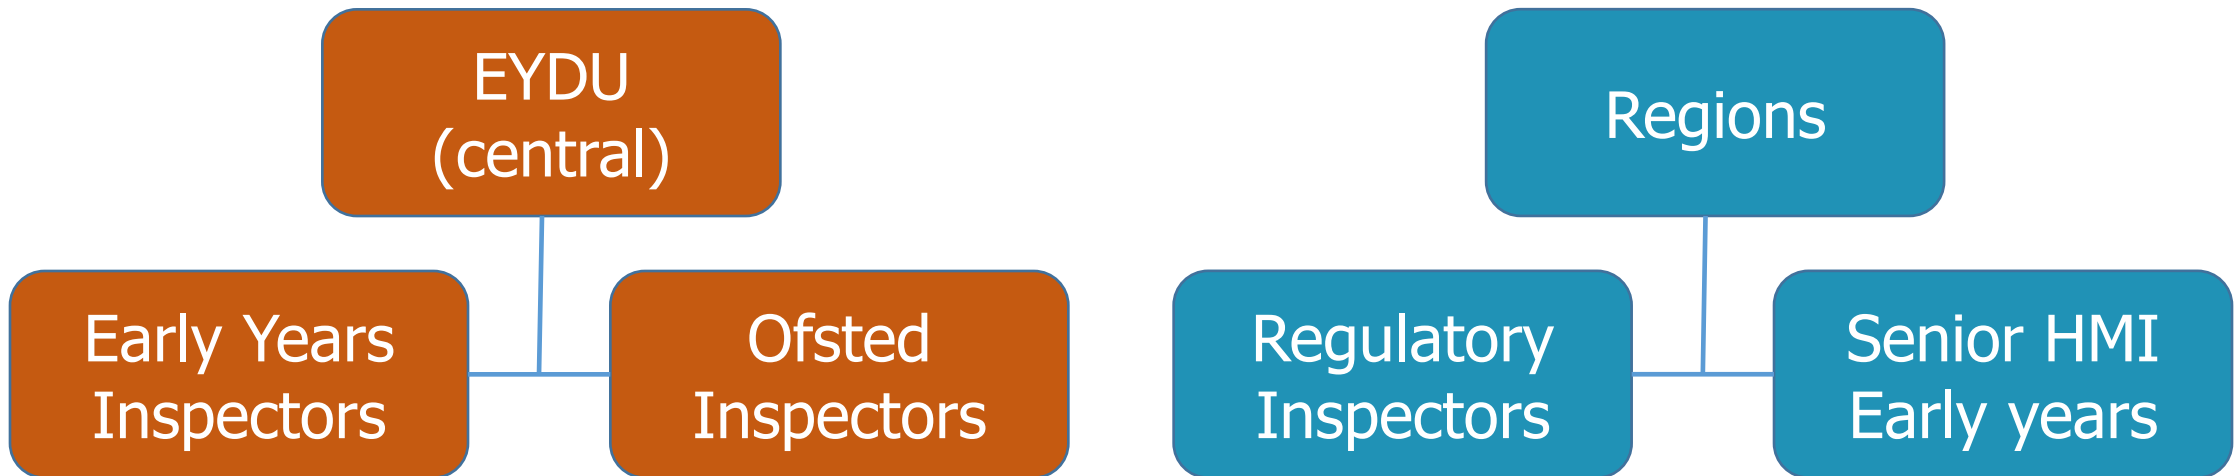 EYDU
(central)
Regions
Early Years
Inspectors
Ofsted
Inspectors
Regulatory
Inspectors
Senior HMI
Early years